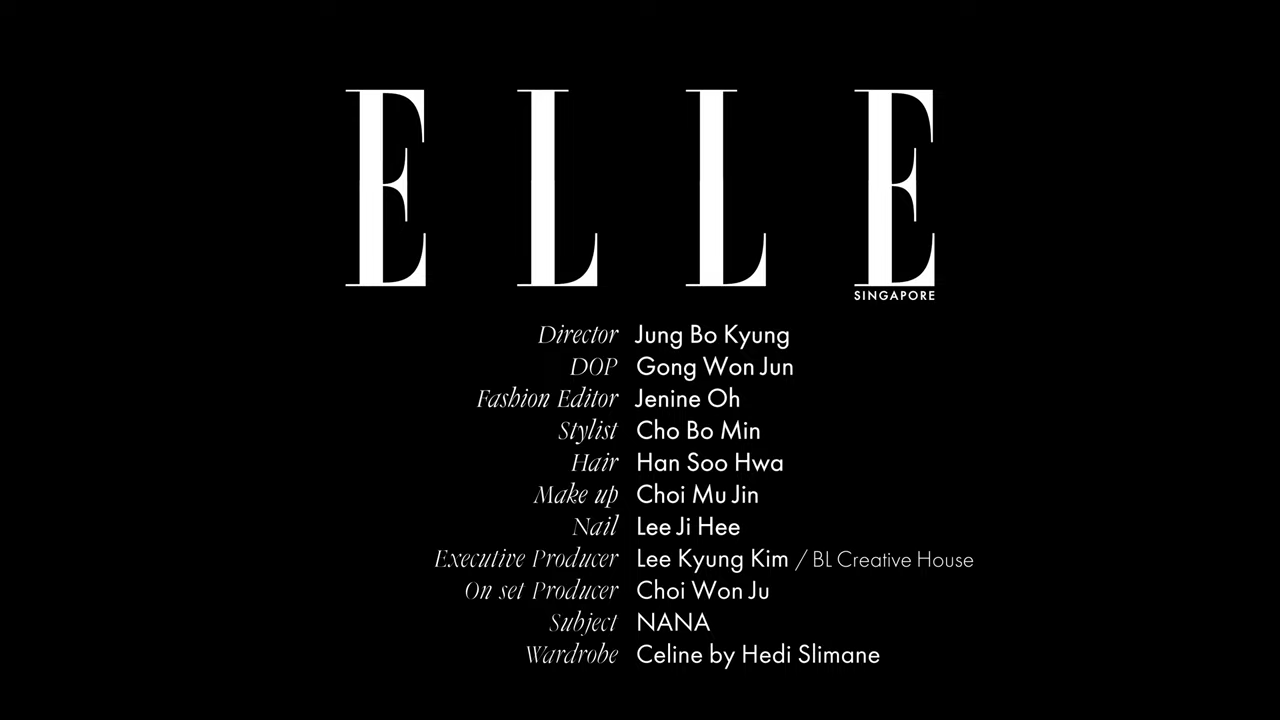 ELLE
SINGAPORE
Director Jung Bo Kyung
DOP Gong Won Jun
Fashion Editor Jenine Oh
Stylist Cho Bo Min
Hair Han Soo Hwa
Make up Choi Mu Jin
Nail Lee Ji Hee
Executive Producer Lee Kyung Kim / BL Creative House
On set Producer Choi Won Ju
Subject NANA
Wardrobe Celine by Hedi Slimane